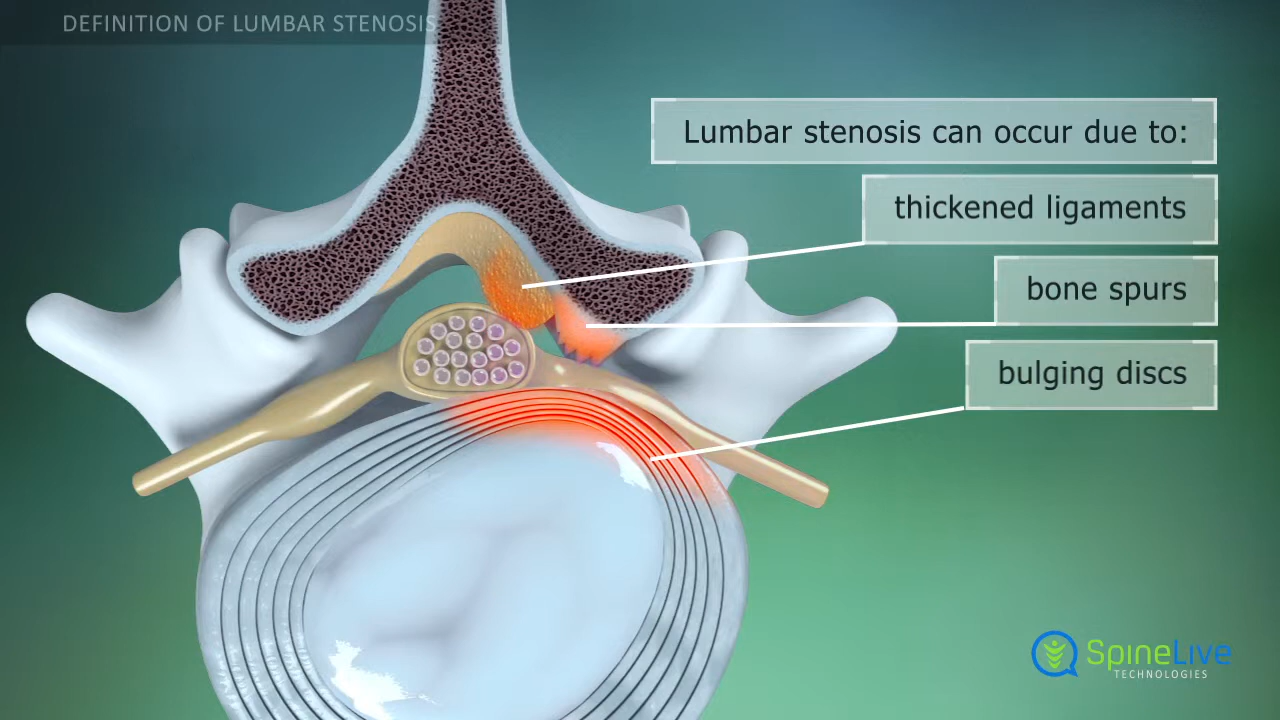 DEFINITION OF LUMBAR STENOSIS
Lumbar stenosis can occur due to:
thickened ligaments
bone spurs
bulging discs
SpineLive
TECHNOLOGIES